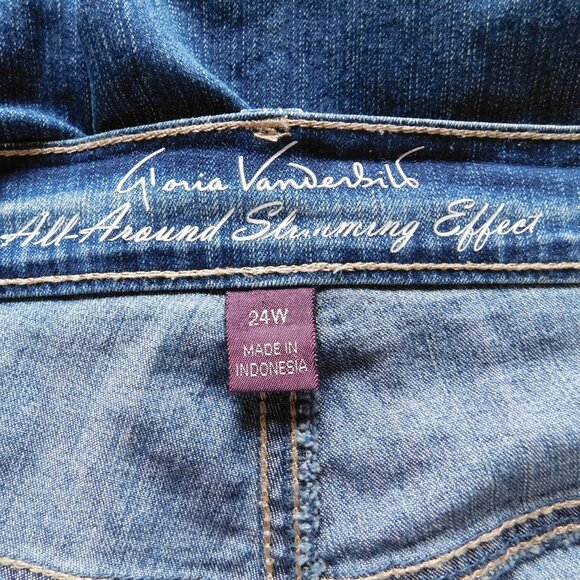 Gloria Vanderbilt
All-Around Slimming Effect
24W
MADE IN
INDONESIA